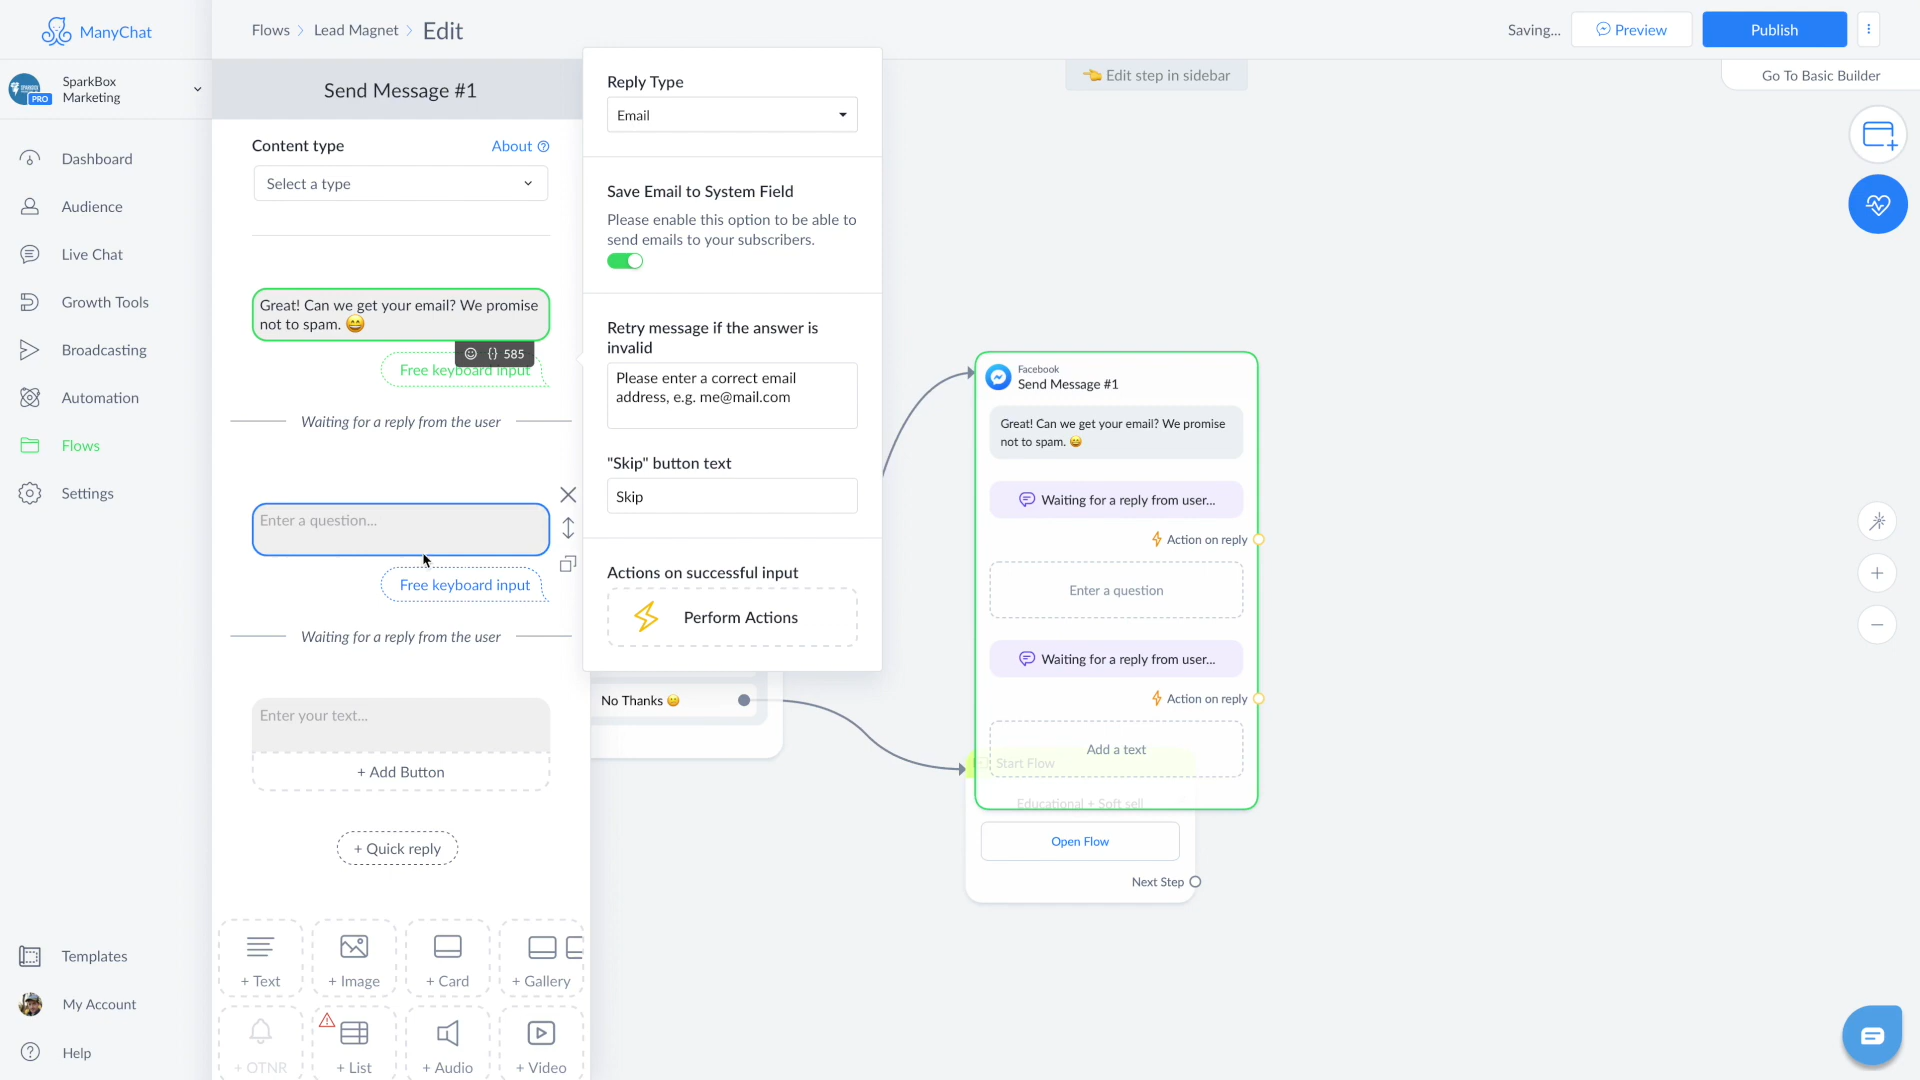 ManyChat
Flows
Lead Magnet
Edit
Saving...
Preview
Publish
SparkBox
Marketing
PRO
Send Message #1
Edit step in sidebar
Go To Basic Builder
Dashboard
Audience
Live Chat
Growth Tools
Broadcasting
Automation
Flows
Settings
Templates
My Account
Help
Content type
About
Select a type
Great! Can we get your email? We promise
not to spam. 😄
{} 585
Free keyboard input
Waiting for a reply from the user
Enter a question...
Free keyboard input
Waiting for a reply from the user
Enter your text...
+ Add Button
+ Quick reply
+ Text
+ Image
+ Card
+ Gallery
+ OTNR
+ List
+ Audio
+ Video
Reply Type
Email
Save Email to System Field
Please enable this option to be able to
send emails to your subscribers.
Retry message if the answer is
invalid
Please enter a correct email
address, e.g. me@mail.com
"Skip" button text
Skip
Actions on successful input
Perform Actions
No Thanks
Facebook
Send Message #1
Great! Can we get your email? We promise
not to spam. 😄
Waiting for a reply from user...
Action on reply
Enter a question
Waiting for a reply from user...
Action on reply
Add a text
Start Flow
Educational + Soft sell
Open Flow
Next Step